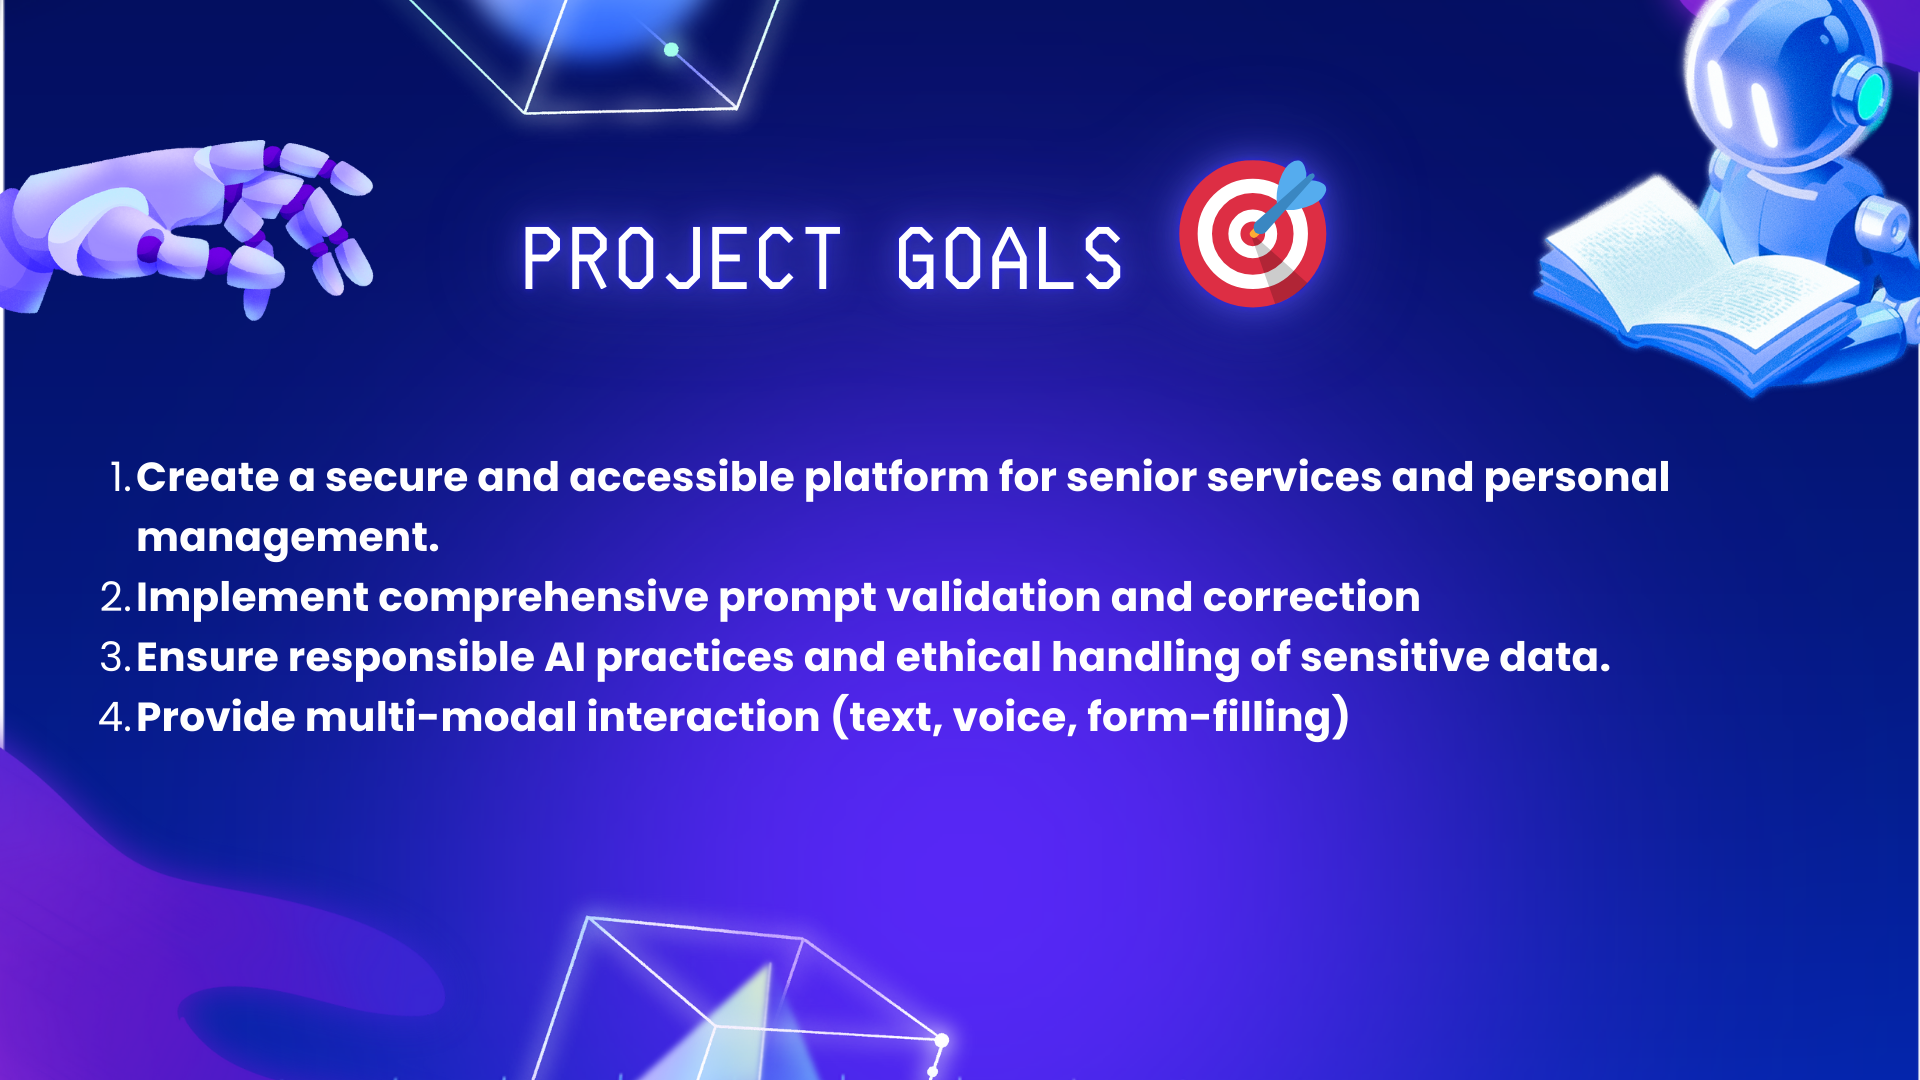 PROJECT GOALS
1. Create a secure and accessible platform for senior services and personal
management.
2. Implement comprehensive prompt validation and correction
3. Ensure responsible AI practices and ethical handling of sensitive data.
4. Provide multi-modal interaction (text, voice, form-filling)